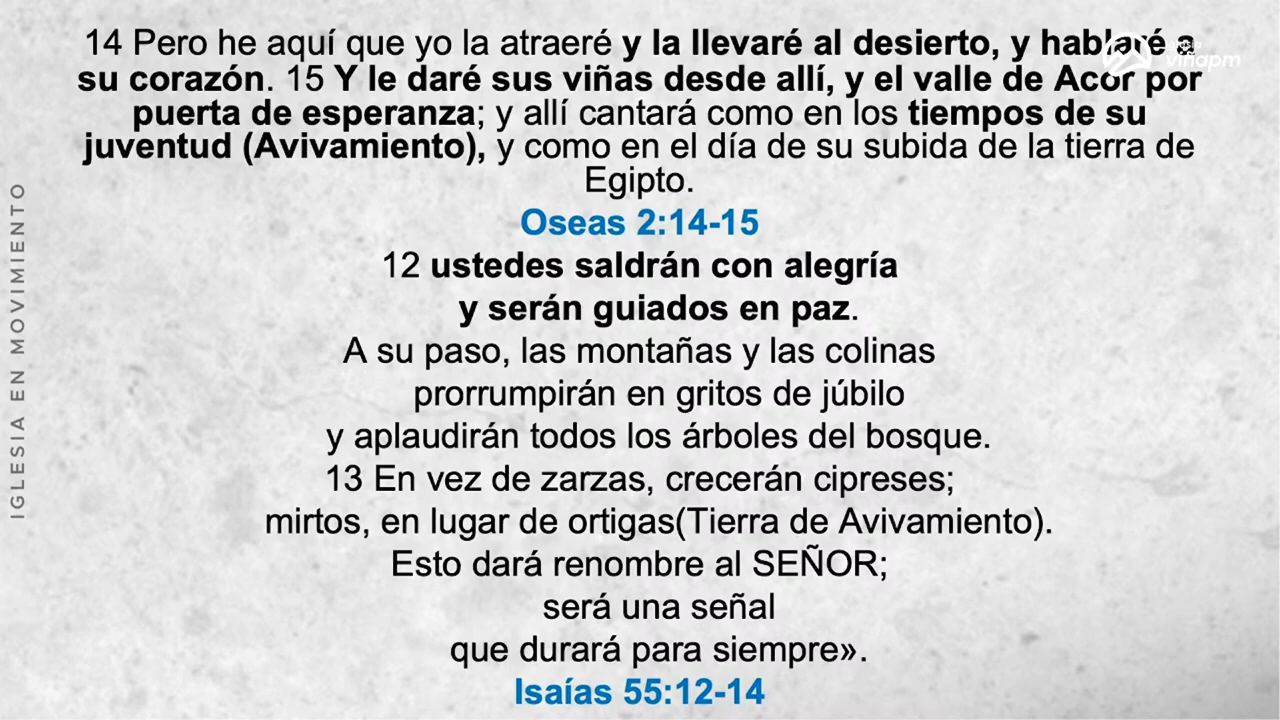 14 Pero he aquí que yo la atraeré y la llevaré al desierto, y hablaré a
su corazón. 15 Y le daré sus viñas desde allí, y el valle de Acor por
puerta de esperanza; y allí cantará como en los tiempos de su
juventud (Avivamiento), y como en el día de su subida de la tierra de
Egipto.
Oseas 2:14-15
12 ustedes saldrán con alegría
y serán guiados en paz.
A su paso, las montañas y las colinas
prorrumpirán en gritos de júbilo
y aplaudirán todos los árboles del bosque.
13 En vez de zarzas, crecerán cipreses;
mirtos, en lugar de ortigas(Tierra de Avivamiento).
Esto dará renombre al SEÑOR;
será una señal
que durará para siempre».
Isaías 55:12-14
IGLESIA EN MOVIMIENTO
viñapm